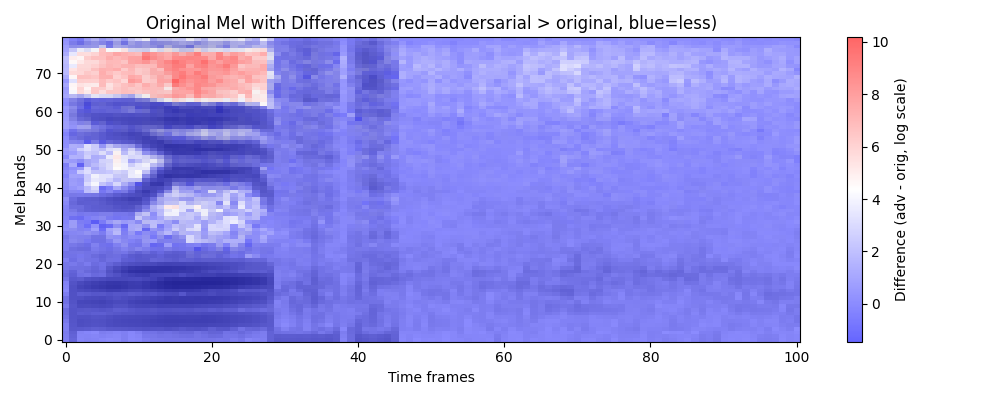 Original Mel with Differences (red=adversarial > original, blue=less)
Mel bands
70
60
50
40
30
20
10
0
0 20 40 60 80 100
Time frames
10
8
6
4
2
0
Difference (adv - orig, log scale)